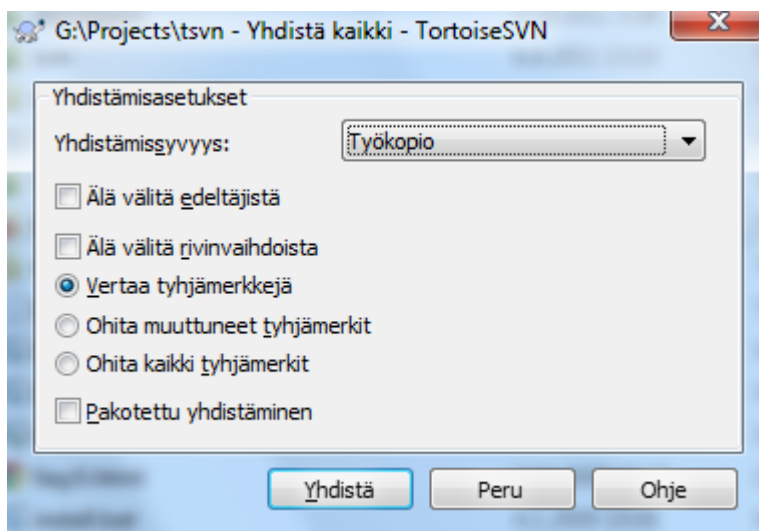 G:\Projects\tsvn - Yhdistä kaikki - TortoiseSVN
Yhdistämisasetukset
Yhdistämissyvyys: Työkopio
Älä välitä edeltäjistä
Älä välitä rivinvaihdoista
Vertaa tyhjämerkkejä
Ohita muuttuneet tyhjämerkit
Ohita kaikki tyhjämerkit
Pakotettu yhdistäminen
Yhdistä Peru Ohje